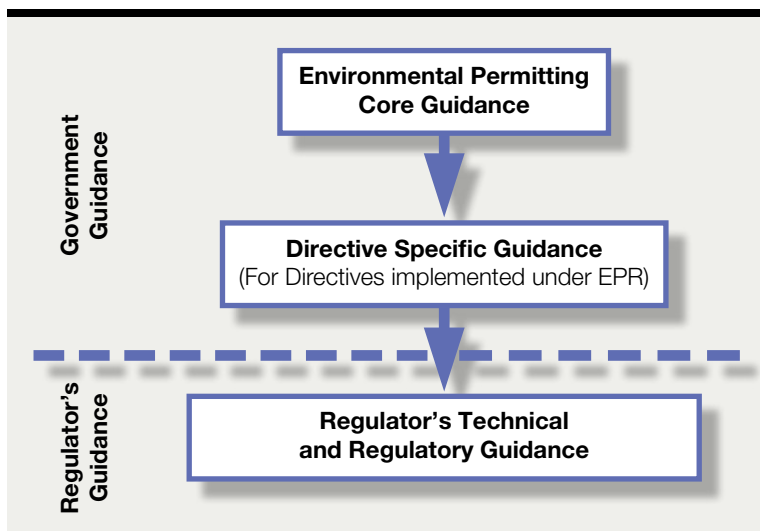 Environmental Permitting
Core Guidance
Government
Guidance
Directive Specific Guidance
(For Directives implemented under EPR)
Regulator's Technical
and Regulatory Guidance
Regulator's
Guidance